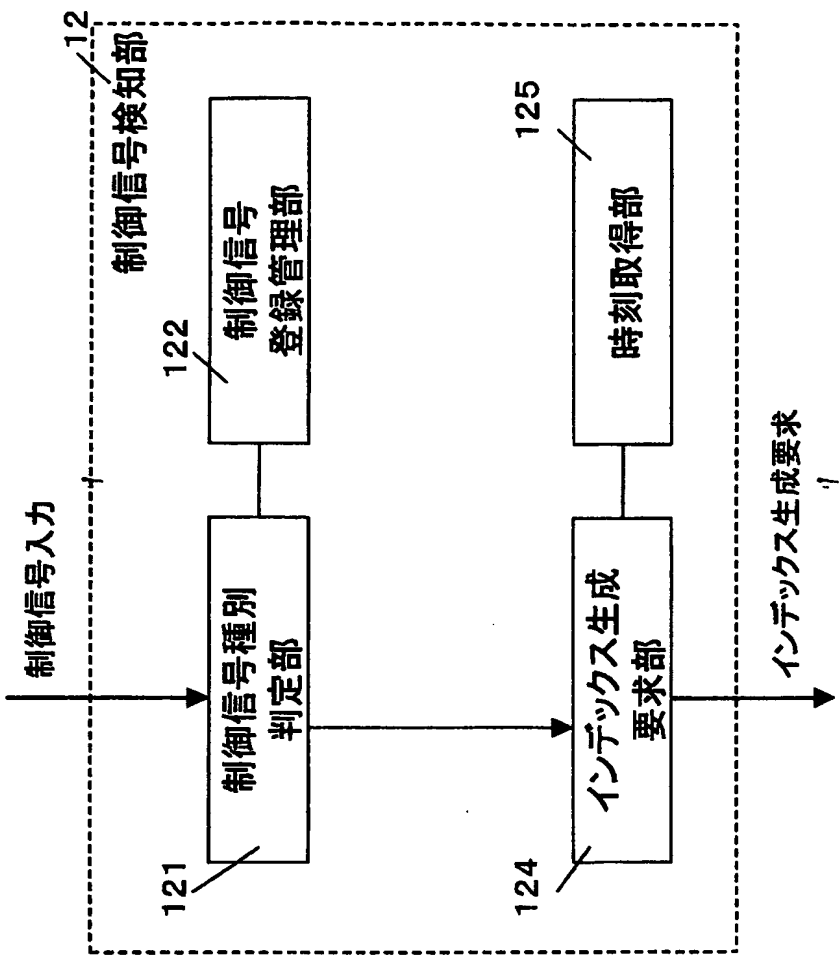 制御信号入力
12
制御信号検知部
121
制御信号種別
判定部
122
制御信号
登録管理部
124
インデックス生成
要求部
125
時刻取得部
インデックス生成要求